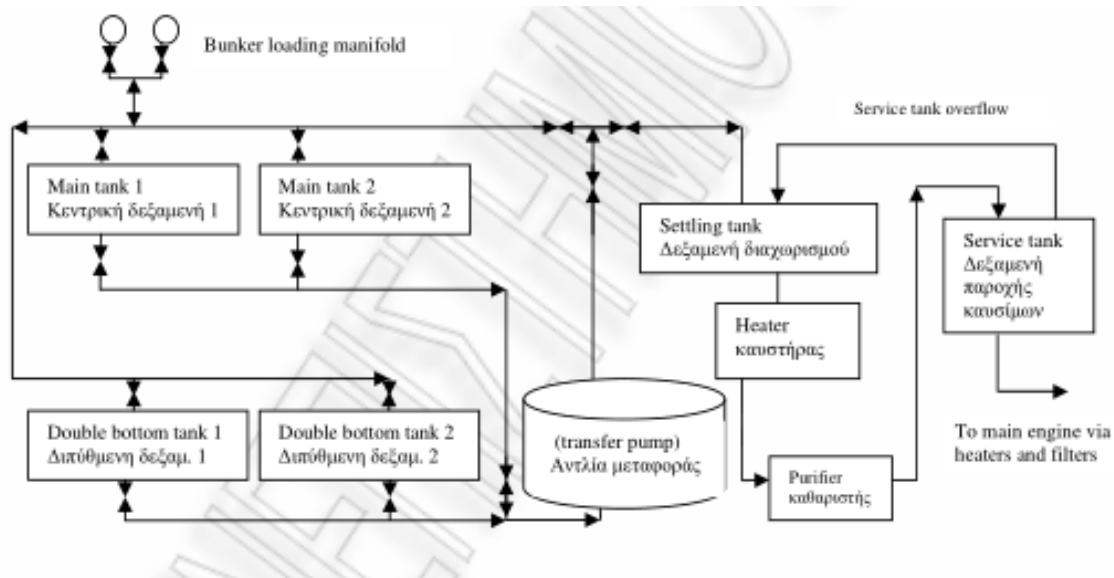 Bunker loading manifold
Service tank overflow
Main tank 1
Κεντρική δεξαμενή 1
Main tank 2
Κεντρική δεξαμενή 2
Settling tank
Δεξαμενή διαχωρισμού
Service tank
Δεξαμενή
παροχής
καυσίμων
Heater
καυστήρας
Double bottom tank 1
Διπύθμενη δεξαμ. 1
Double bottom tank 2
Διπύθμενη δεξαμ. 2
(transfer pump)
Αντλία μεταφοράς
To main engine via
heaters and filters
Purifier
καθαριστής